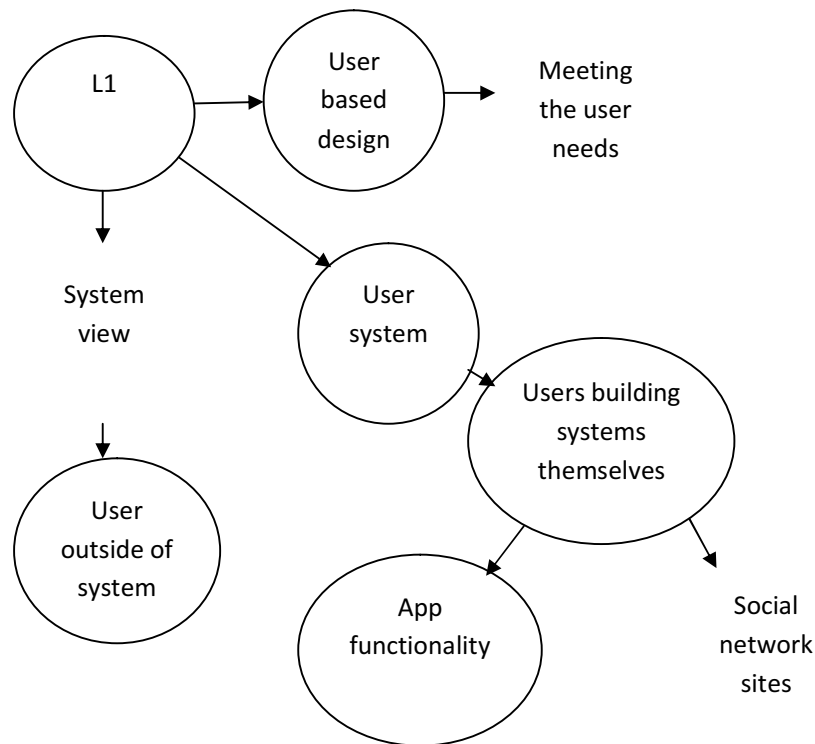 L1
User
based
design
Meeting
the user
needs
System
view
User
system
Users building
systems
themselves
User
outside of
system
App
functionality
Social
network
sites